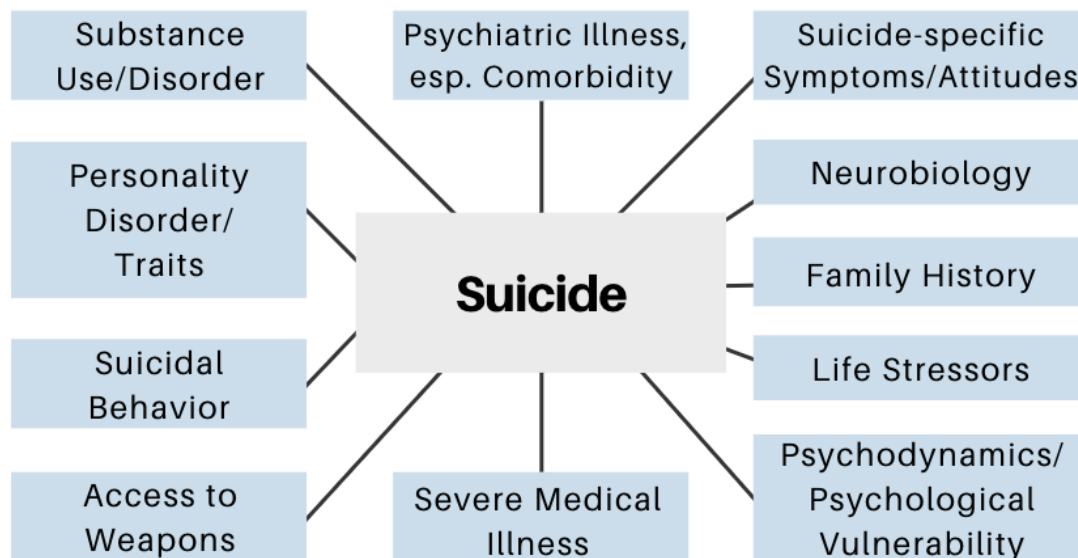 Substance
Use/Disorder
Psychiatric Illness,
esp. Comorbidity
Suicide-specific
Symptoms/Attitudes
Personality
Disorder/
Traits
Neurobiology
Suicide
Family History
Suicidal
Behavior
Life Stressors
Access to
Weapons
Severe Medical
Illness
Psychodynamics/
Psychological
Vulnerability